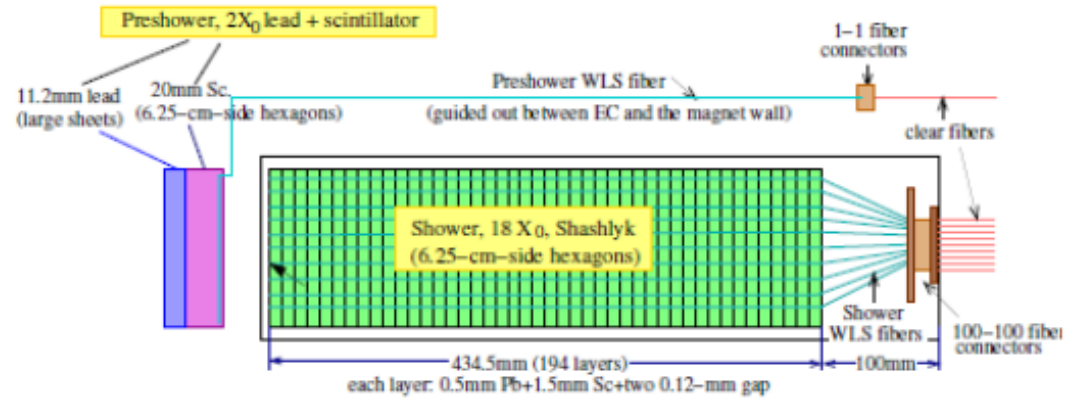 Preshower, 2X0 lead + scintillator
1-1 fiber
connectors
11.2mm lead
(large sheets)
20mm Sc.
(6.25-cm-side hexagons)
Preshower WLS fiber
(guided out between EC and the magnet wall)
clear fibers
Shower, 18 X0, Shashlyk
(6.25-cm-side hexagons)
Shower
WLS fibers
100-100 fiber
connectors
434.5mm (194 layers)
100mm
each layer: 0.5mm Pb+1.5mm Sc+two 0.12-mm gap